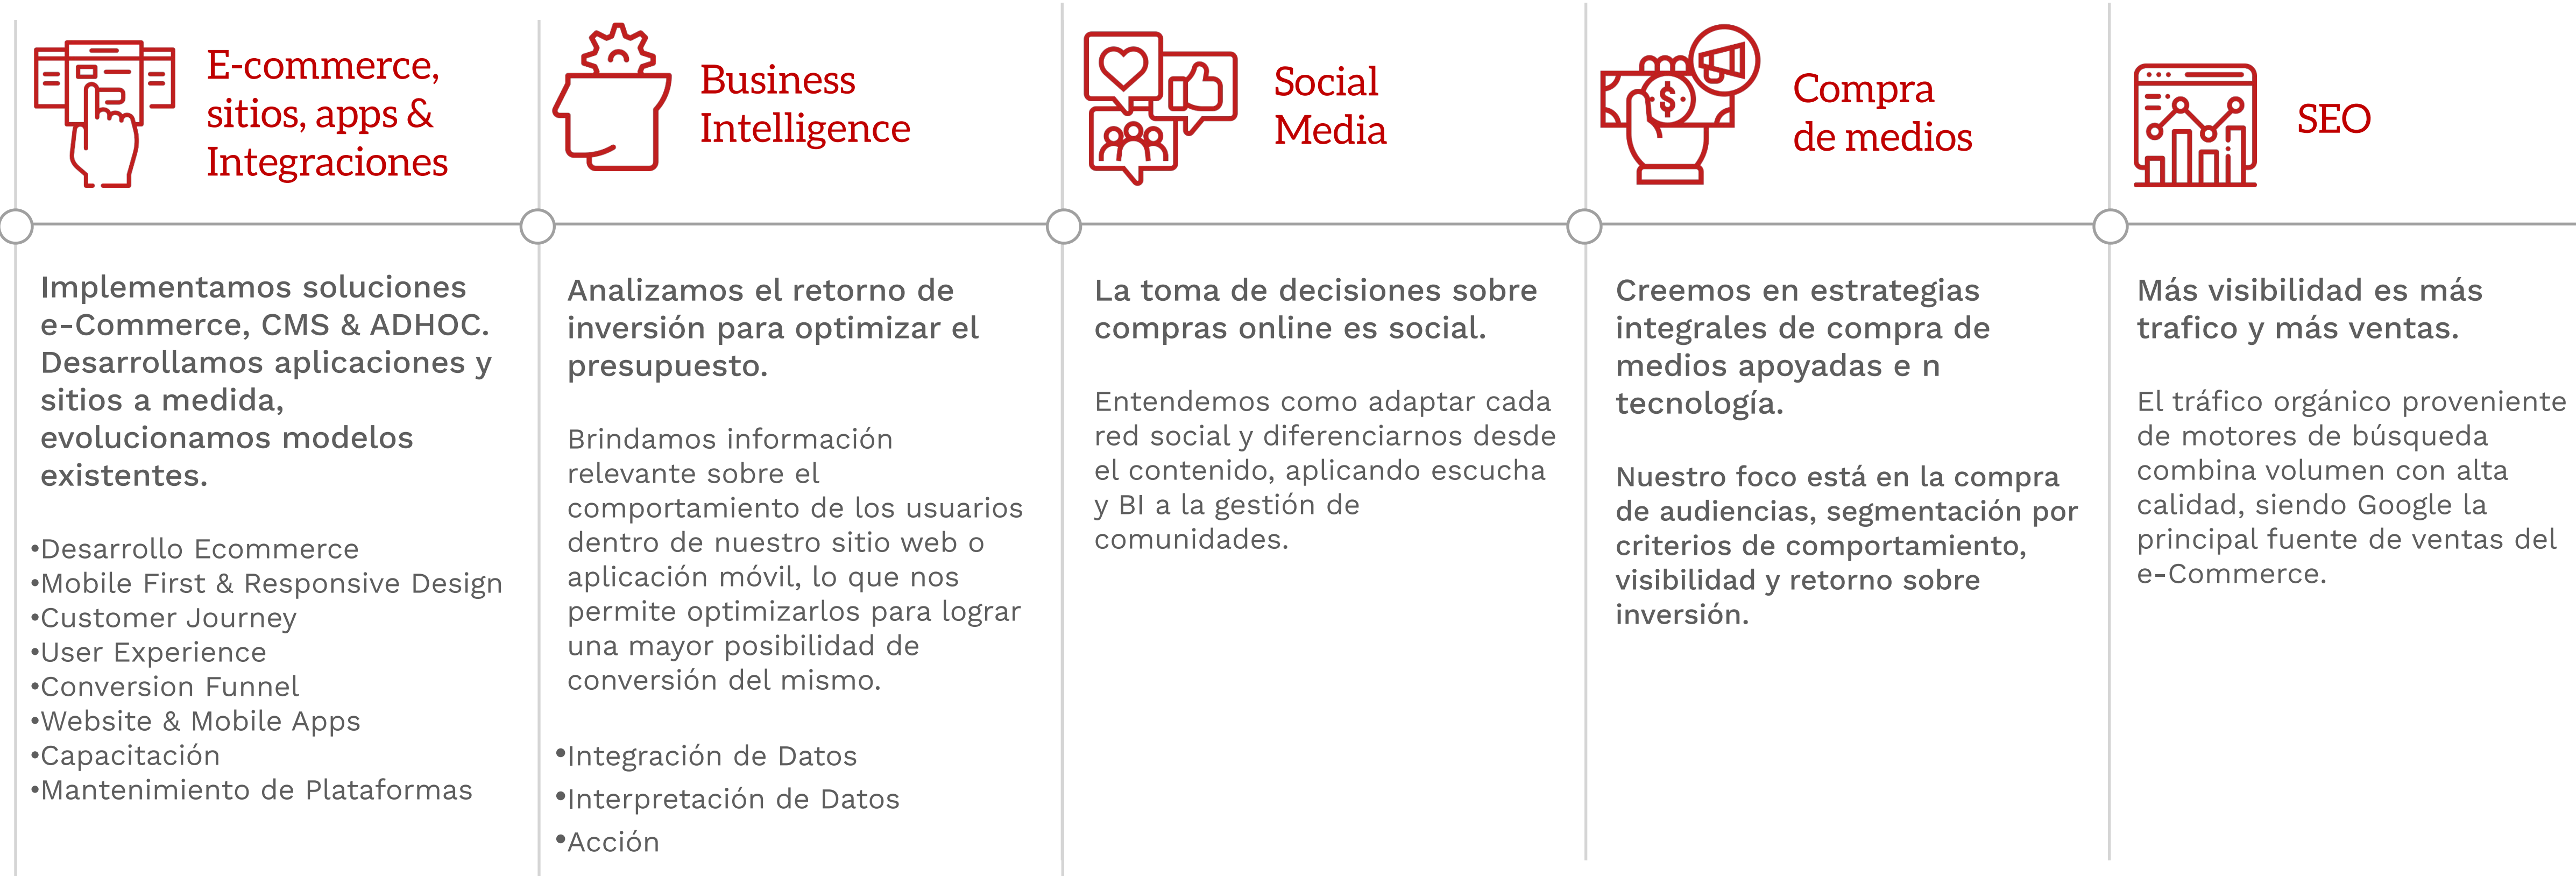 E-commerce,
sitios, apps &
Integraciones
Implementamos soluciones
e-Commerce, CMS & ADHOC.
Desarrollamos aplicaciones y
sitios a medida,
evolucionamos modelos
existentes.
•Desarrollo Ecommerce
•Mobile First & Responsive Design
•Customer Journey
•User Experience
•Conversion Funnel
•Website & Mobile Apps
•Capacitación
•Mantenimiento de Plataformas
Business
Intelligence
Analizamos el retorno de
inversión para optimizar el
presupuesto.
Brindamos información
relevante sobre el
comportamiento de los usuarios
dentro de nuestro sitio web o
aplicación móvil, lo que nos
permite optimizarlos para lograr
una mayor posibilidad de
conversión del mismo.
•Integración de Datos
•Interpretación de Datos
•Acción
Social
Media
La toma de decisiones sobre
compras online es social.
Entendemos como adaptar cada
red social y diferenciarnos desde
el contenido, aplicando escucha
y BI a la gestión de
comunidades.
$
Compra
de medios
Creemos en estrategias
integrales de compra de
medios apoyadas e n
tecnología.
Nuestro foco está en la compra
de audiencias, segmentación por
criterios de comportamiento,
visibilidad y retorno sobre
inversión.
SEO
Más visibilidad es más
trafico y más ventas.
El tráfico orgánico proveniente
de motores de búsqueda
combina volumen con alta
calidad, siendo Google la
principal fuente de ventas del
e-Commerce.